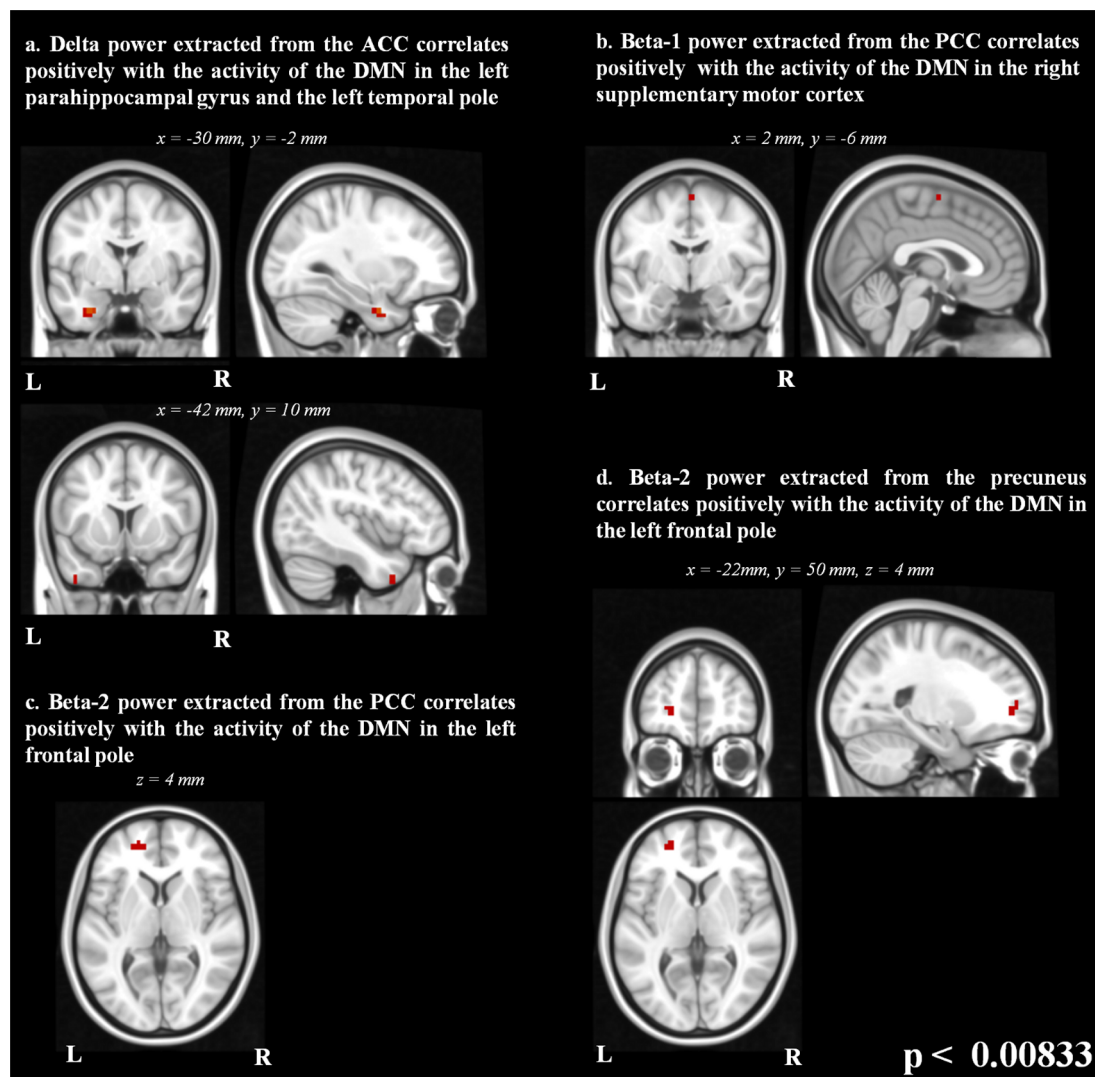 a. Delta power extracted from the ACC correlates
positively with the activity of the DMN in the left
parahippocampal gyrus and the left temporal pole
x = -30 mm, y = -2 mm
L
R
x = -42 mm, y = 10 mm
L
R
b. Beta-1 power extracted from the PCC correlates
positively with the activity of the DMN in the right
supplementary motor cortex
x = 2 mm, y = -6 mm
L
R
c. Beta-2 power extracted from the PCC correlates
positively with the activity of the DMN in the left
frontal pole
z = 4 mm
L
R
d. Beta-2 power extracted from the precuneus
correlates positively with the activity of the DMN in
the left frontal pole
x = -22mm, y = 50 mm, z = 4 mm
L
R
p < 0.00833